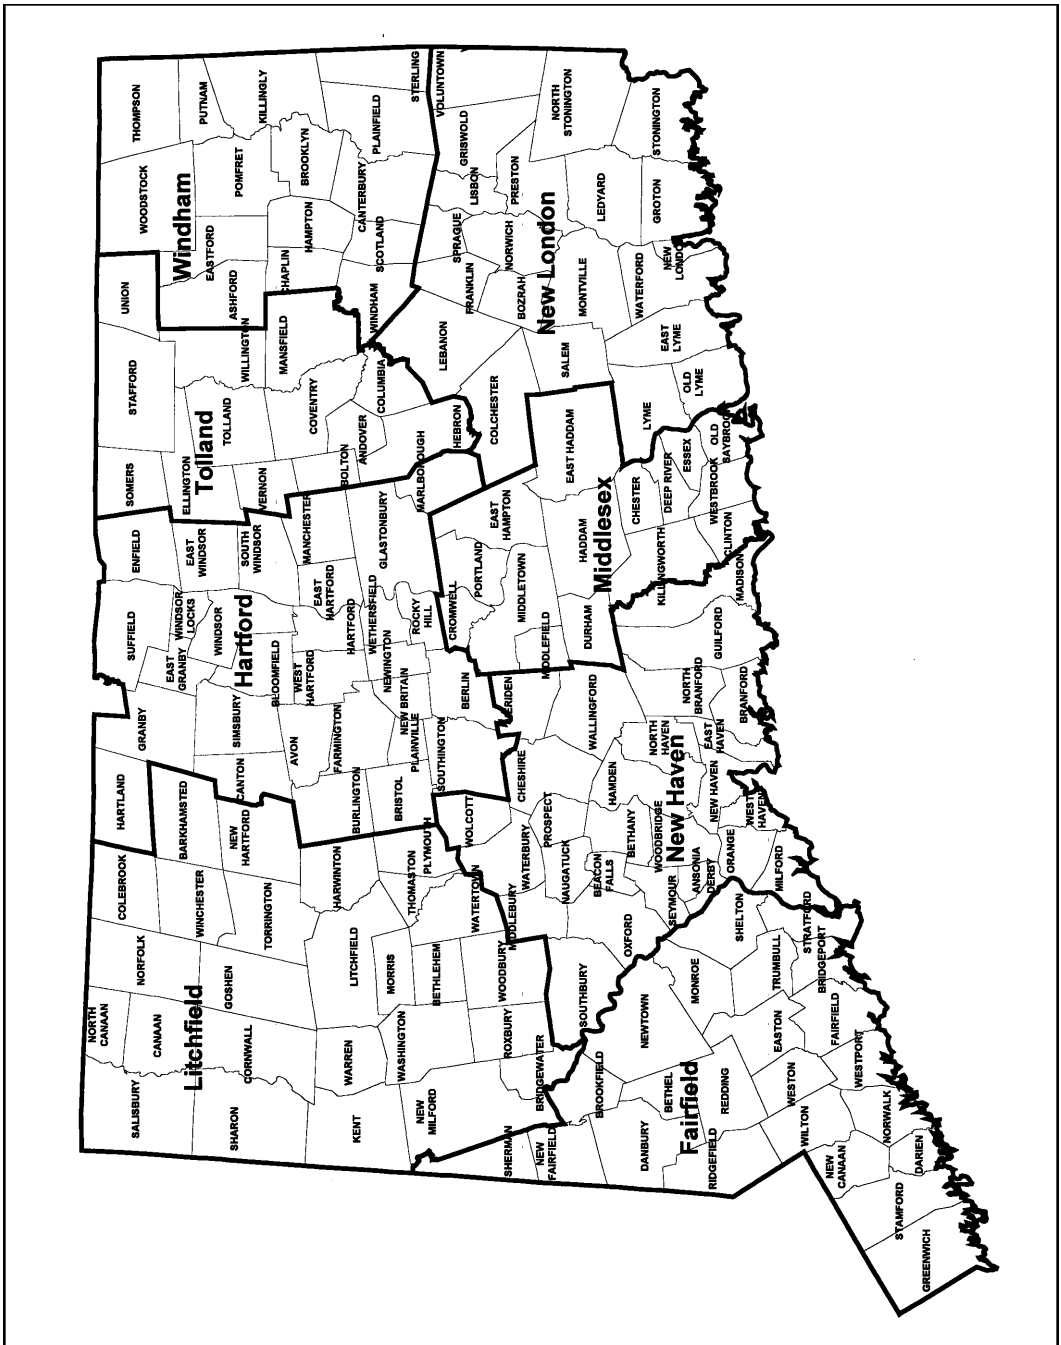 Litchfield
Hartford
Tolland
Windham
Fairfield
New Haven
Middlesex
New London
SALISBURY
NORTH
CANAAN
CANAAN
NORFOLK
COLEBROOK
HARTLAND
GRANBY
SUFFIELD
ENFIELD
SOMERS
STAFFORD
UNION
WOODSTOCK
THOMPSON
SHARON
CORNWALL
GOSHEN
WINCHESTER
BARKHAMSTED
TORRINGTON
NEW
HARTFORD
CANTON
SIMSBURY
EAST
GRANBY
WINDSOR
LOCKS
WINDSOR
BLOOMFIELD
EAST
WINDSOR
SOUTH
WINDSOR
ELLINGTON
VERNON
TOLLAND
WILLINGTON
ASHFORD
EASTFORD
POMFRET
PUTNAM
KILLINGLY
KENT
WARREN
LITCHFIELD
MORRIS
HARWINTON
BURLINGTON
AVON
FARMINGTON
WEST
HARTFORD
HARTFORD
EAST
HARTFORD
MANCHESTER
BOLTON
COVENTRY
MANSFIELD
CHAPLIN
HAMPTON
BROOKLYN
NEW
MILFORD
WASHINGTON
BETHLEHEM
THOMASTON
PLYMOUTH
BRISTOL
PLAINVILLE
NEW BRITAIN
NEWINGTON
WETHERSFIELD
ROCKY
HILL
GLASTONBURY
MARLBOROUGH
ANDOVER
COLUMBIA
HEBRON
WINDHAM
SCOTLAND
CANTERBURY
PLAINFIELD
STERLING
SHERMAN
NEW
FAIRFIELD
BRIDGEWATER
ROXBURY
WOODBURY
WATERTOWN
MIDDLEBURY
WATERBURY
WOLCOTT
SOUTHINGTON
BERLIN
CHESHIRE
MERIDEN
CROMWELL
PORTLAND
MIDDLETOWN
MIDDLEFIELD
EAST
HAMPTON
COLCHESTER
LEBANON
FRANKLIN
SPRAGUE
LISBON
GRISWOLD
VOLUNTOWN
BOZRAH
NORWICH
PRESTON
NORTH
STONINGTON
DANBURY
BROOKFIELD
BETHEL
NEWTOWN
SOUTHBURY
OXFORD
NAUGATUCK
PROSPECT
BEACON
FALLS
BETHANY
SEYMOUR
WOODBRIDGE
HAMDEN
WALLINGFORD
NORTH
HAVEN
DURHAM
HADDAM
EAST HADDAM
SALEM
MONTVILLE
LEDYARD
RIDGEFIELD
REDDING
MONROE
SHELTON
ANSONIA
DERBY
ORANGE
NEW HAVEN
WEST
HAVEN
EAST
HAVEN
NORTH
BRANFORD
BRANFORD
GUILFORD
MADISON
KILLINGWORTH
CLINTON
CHESTER
DEEP RIVER
ESSEX
WESTBROOK
OLD
SAYBROOK
LYME
OLD
LYME
EAST
LYME
WATERFORD
NEW
LONDON
GROTON
STONINGTON
WILTON
WESTON
EASTON
TRUMBULL
STRATFORD
MILFORD
BRIDGEPORT
FAIRFIELD
WESTPORT
NORWALK
NEW
CANAAN
DARIEN
STAMFORD
GREENWICH